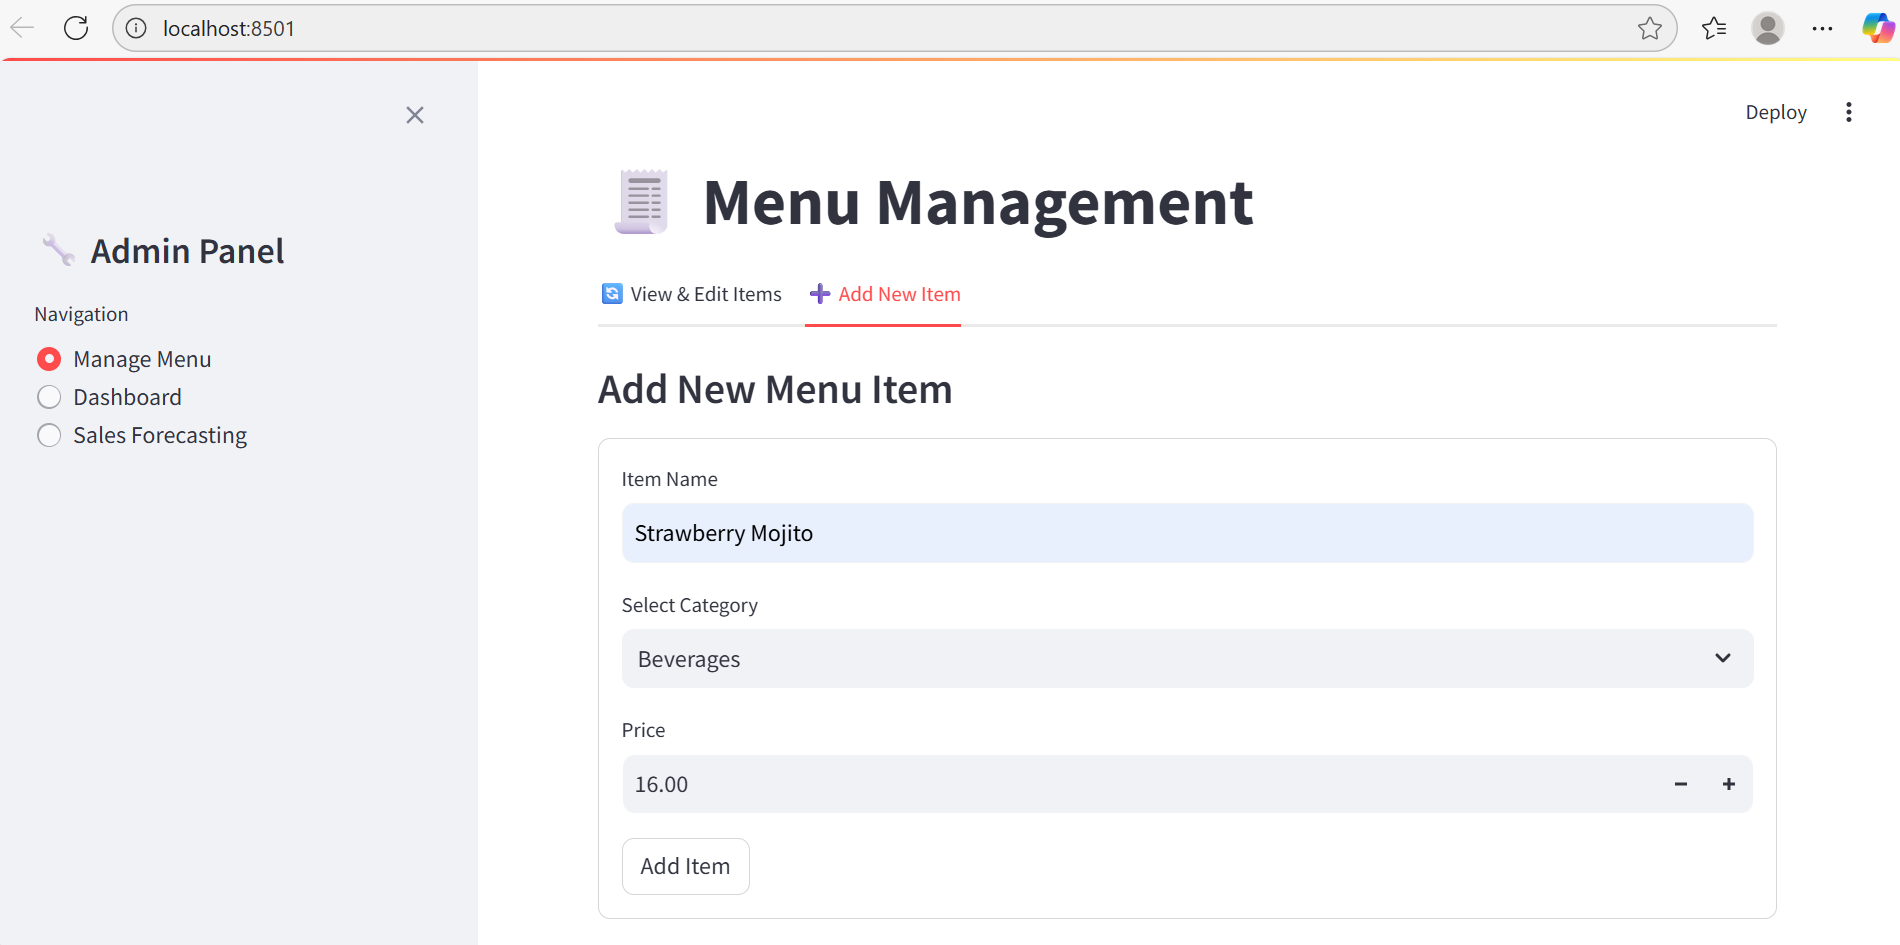 localhost:8501
Deploy
Menu Management
Admin Panel
Navigation
Manage Menu
Dashboard
Sales Forecasting
View & Edit Items
Add New Item
Add New Menu Item
Item Name
Strawberry Mojito
Select Category
Beverages
Price
16.00
Add Item